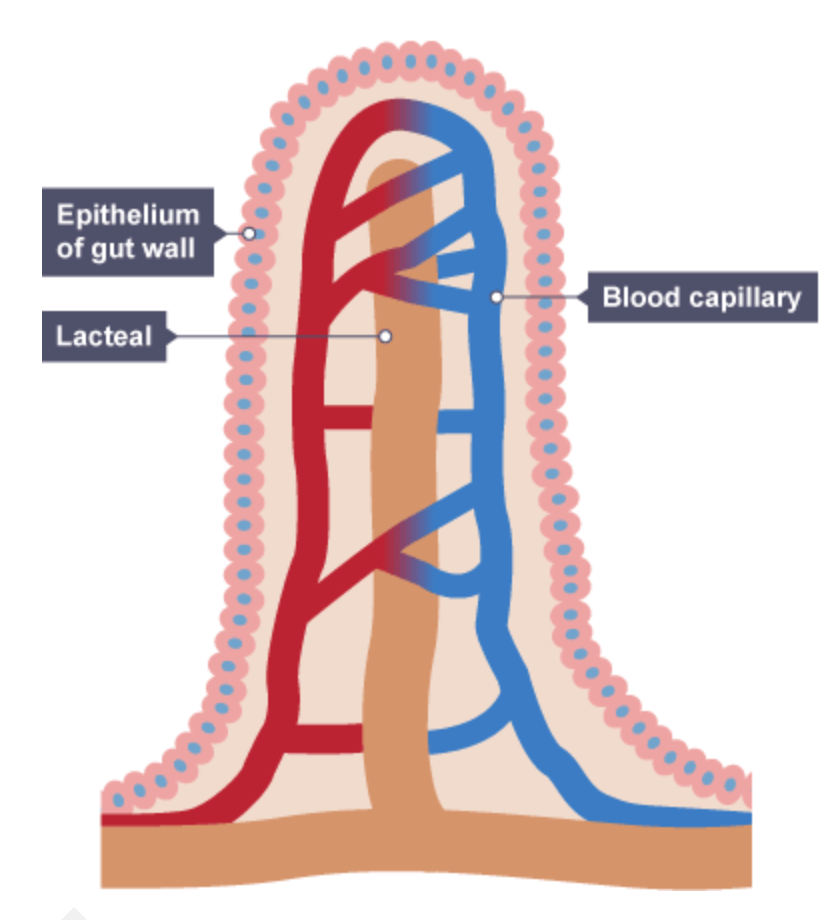 Epithelium
of gut wall
Blood capillary
Lacteal